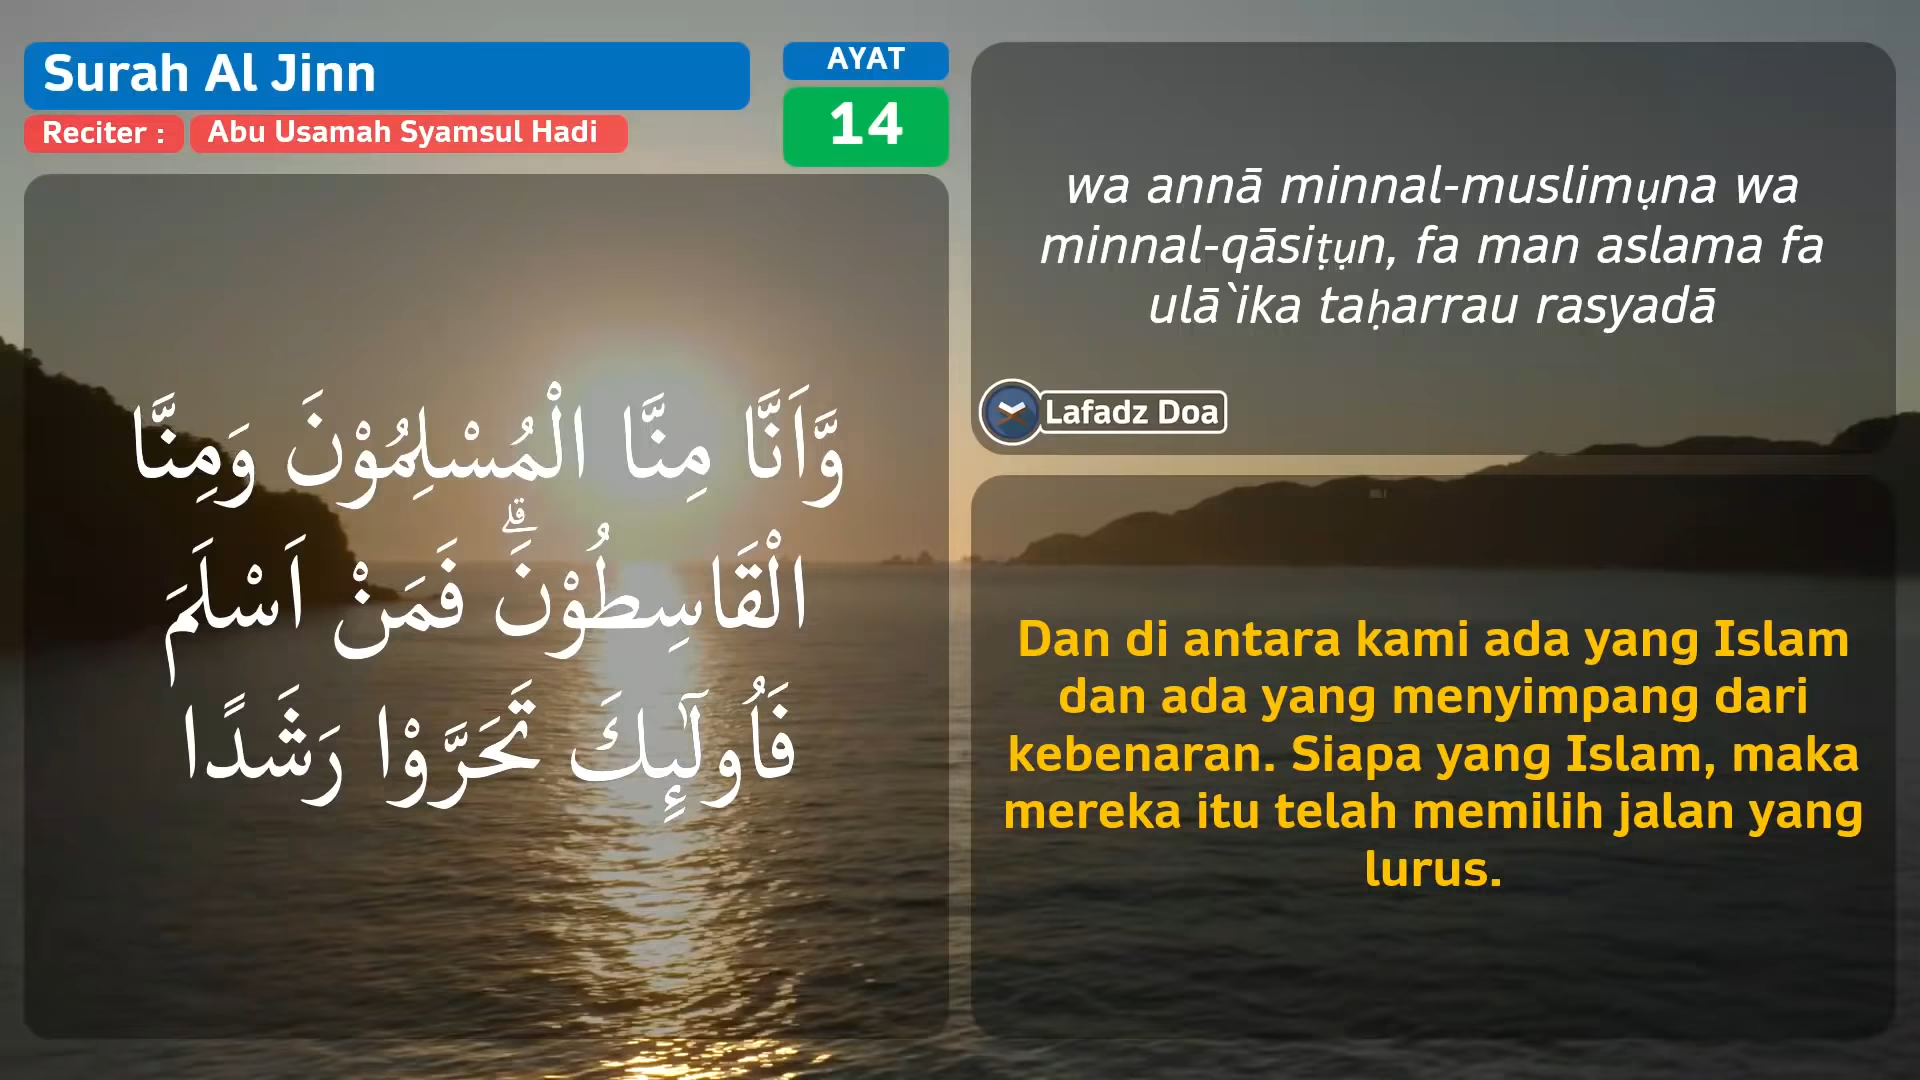 Surah Al Jinn
Reciter :
Abu Usamah Syamsul Hadi
AYAT
14
وَّاَنَّا مِنَّا الْمُسْلِمُوْنَ وَمِنَّا
الْقَاسِطُوْنَۗ فَمَنْ اَسْلَمَ
فَاُولٰۤىِٕكَ تَحَرَّوْا رَشَدًا
wa annā minnal-muslimụna wa
minnal-qāsiṭụn, fa man aslama fa
ulā`ika taḥarrau rasyadā
Lafadz Doa
Dan di antara kami ada yang Islam
dan ada yang menyimpang dari
kebenaran. Siapa yang Islam, maka
mereka itu telah memilih jalan yang
lurus.